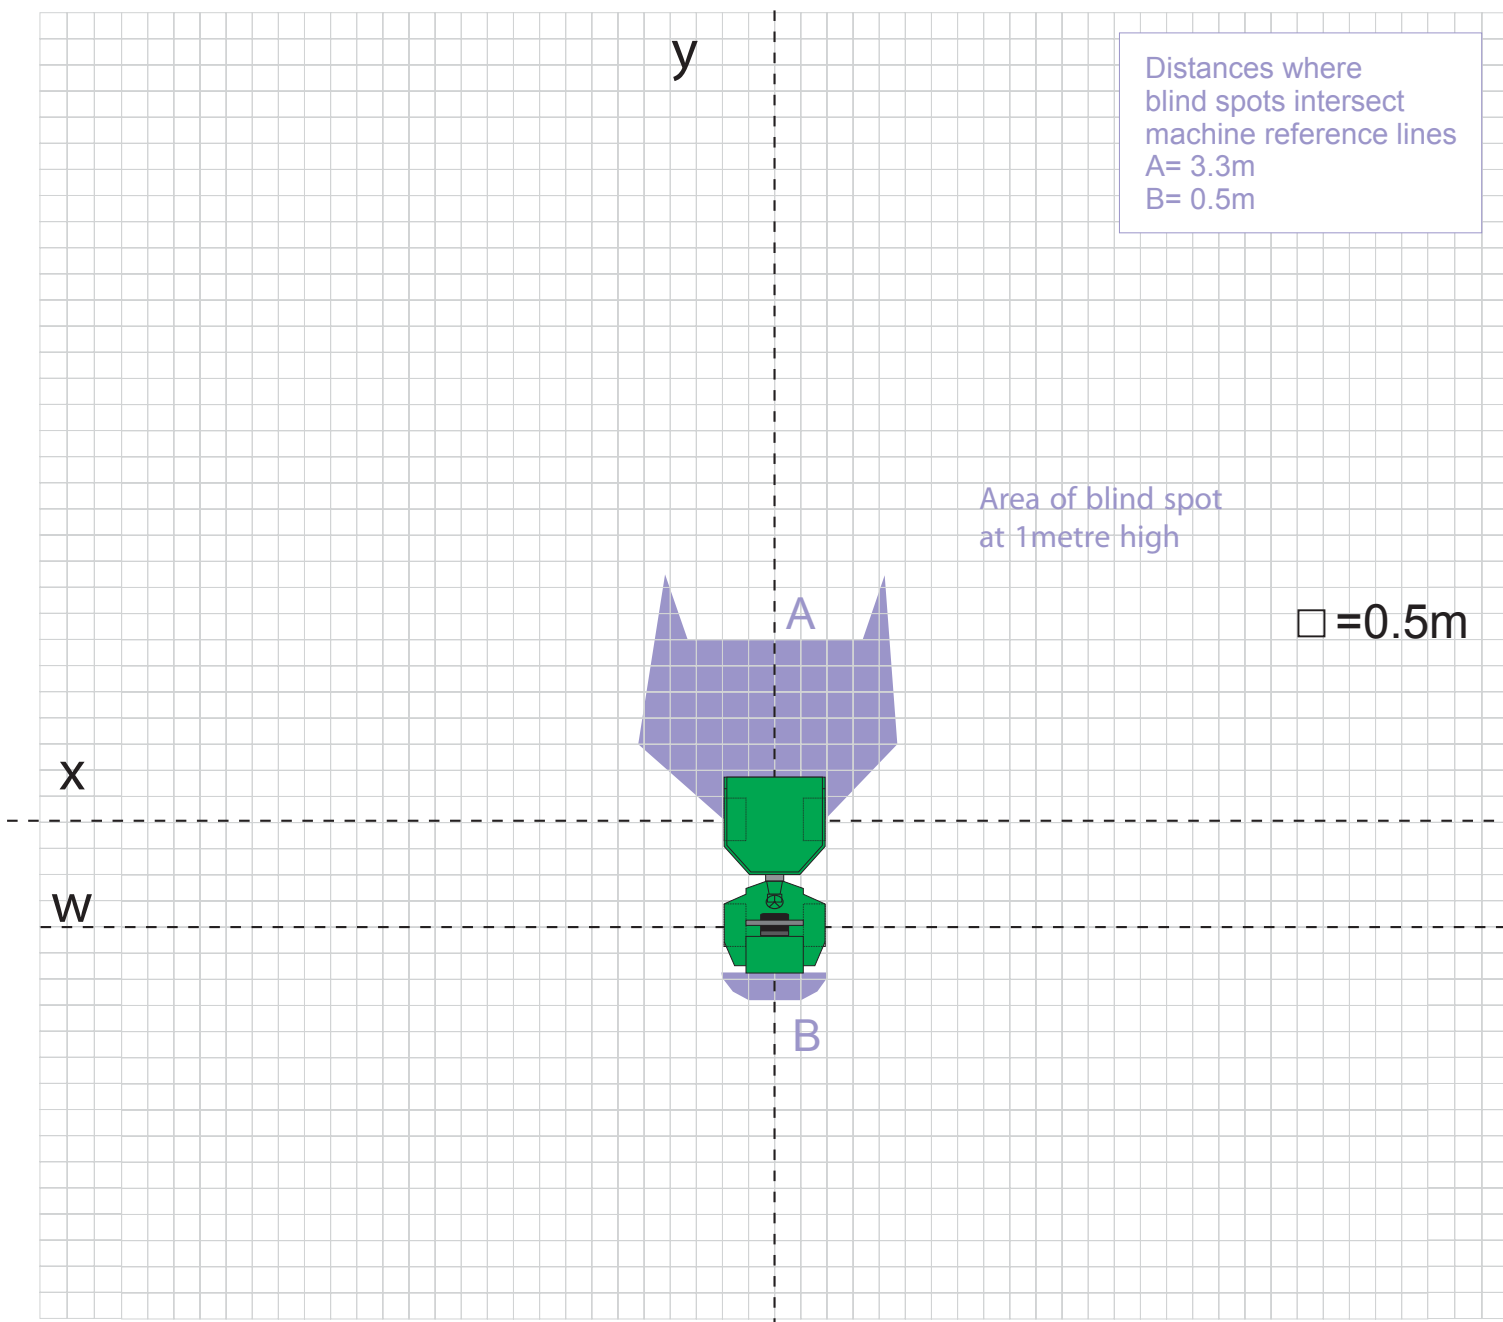 y
Distances where
blind spots intersect
machine reference lines
A= 3.3m
B= 0.5m
Area of blind spot
at 1metre high
A
=0.5m
x
w
B